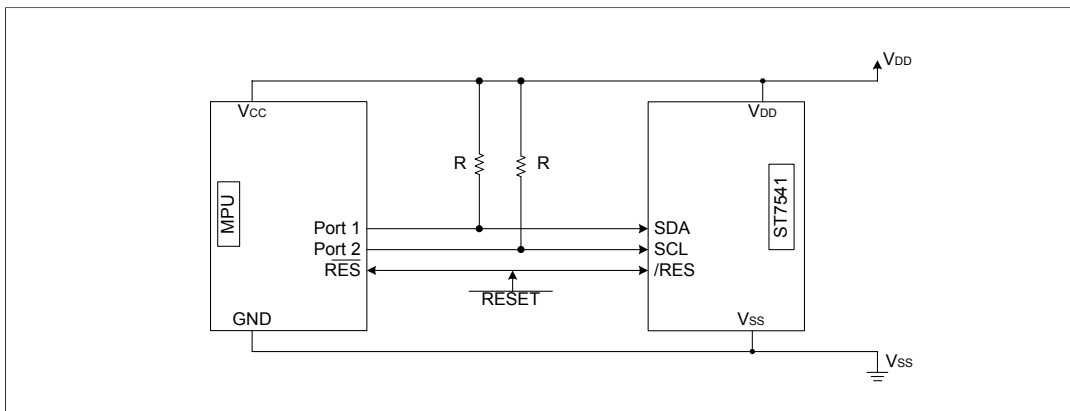 VDD
VCC
VDD
R
R
MPU
ST7541
Port 1
SDA
Port 2
SCL
RES
/RES
RESET
GND
VSS
VSS